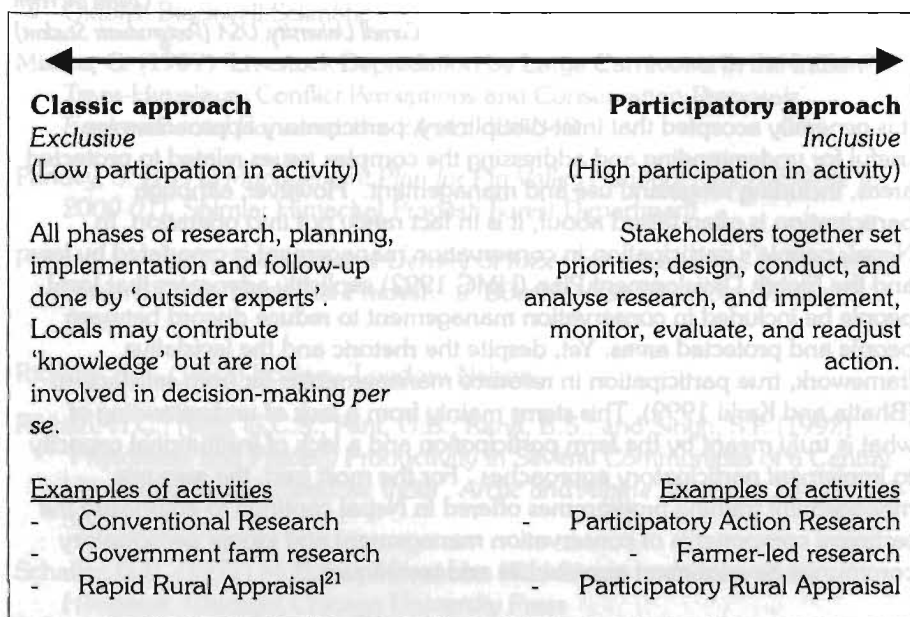 Classic approach
Exclusive
(Low participation in activity)
All phases of research, planning,
implementation and follow-up
done by ‘outsider experts’.
Locals may contribute
‘knowledge’ but are not
involved in decision-making per
se.
Examples of activities
- Conventional Research
- Government farm research
- Rapid Rural Appraisal²¹
Participatory approach
Inclusive
(High participation in activity)
Stakeholders together set
priorities; design, conduct, and
analyse research, and implement,
monitor, evaluate, and readjust
action.
Examples of activities
- Participatory Action Research
- Farmer-led research
- Participatory Rural Appraisal